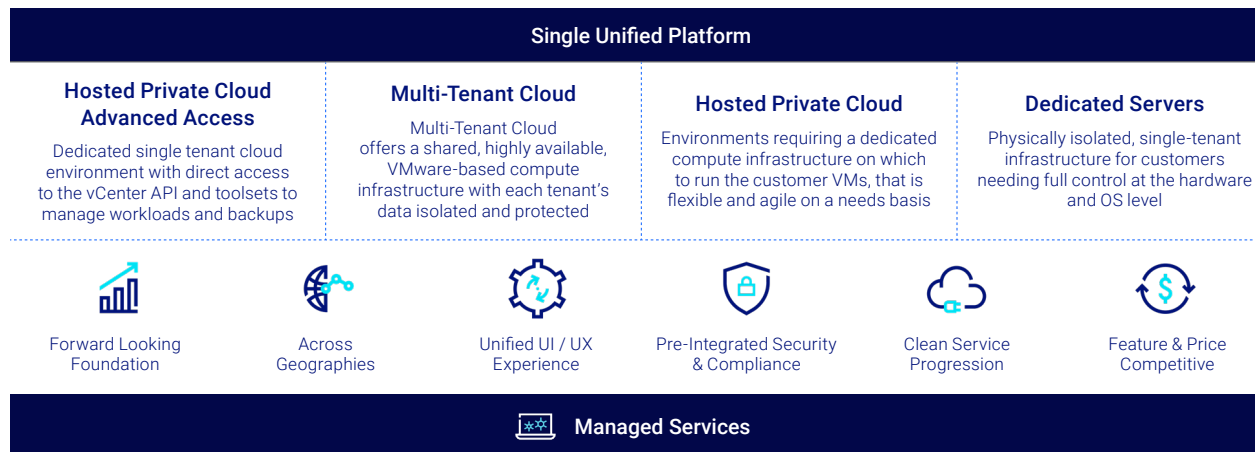 Single Unified Platform
Hosted Private Cloud
Advanced Access
Dedicated single tenant cloud
environment with direct access
to the vCenter API and toolsets to
manage workloads and backups
Multi-Tenant Cloud
Multi-Tenant Cloud
offers a shared, highly available,
VMware-based compute
infrastructure with each tenant's
data isolated and protected
Hosted Private Cloud
Environments requiring a dedicated
compute infrastructure on which
to run the customer VMs, that is
flexible and agile on a needs basis
Dedicated Servers
Physically isolated, single-tenant
infrastructure for customers
needing full control at the hardware
and OS level
Forward Looking
Foundation
Across
Geographies
Unified UI / UX
Experience
Pre-Integrated Security
& Compliance
Clean Service
Progression
$
Feature & Price
Competitive
Managed Services